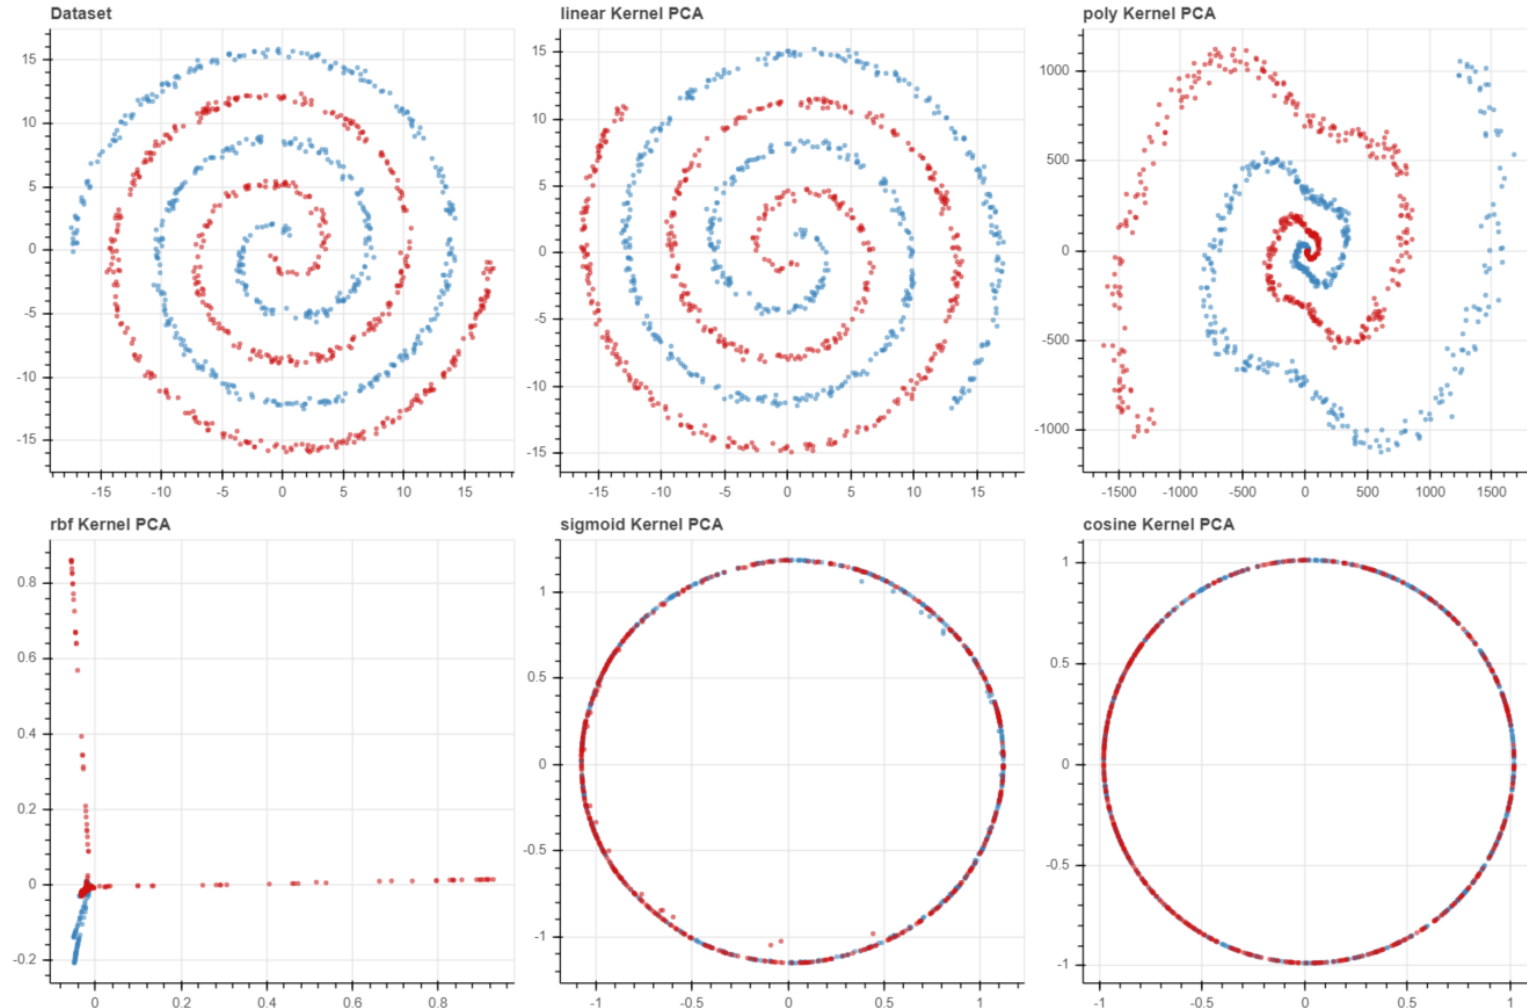 Dataset
15
10
5
0
-5
-10
-15
-15 -10 -5 0 5 10 15
linear Kernel PCA
15
10
5
0
-5
-10
-15
-15 -10 -5 0 5 10 15
poly Kernel PCA
1000
500
0
-500
-1000
-1500 -1000 -500 0 500 1000 1500
rbf Kernel PCA
0.8
0.6
0.4
0.2
0
-0.2
0 0.2 0.4 0.6 0.8
sigmoid Kernel PCA
1
0.5
0
-0.5
-1
-1 -0.5 0 0.5 1
cosine Kernel PCA
1
0.5
0
-0.5
-1
-1 -0.5 0 0.5 1